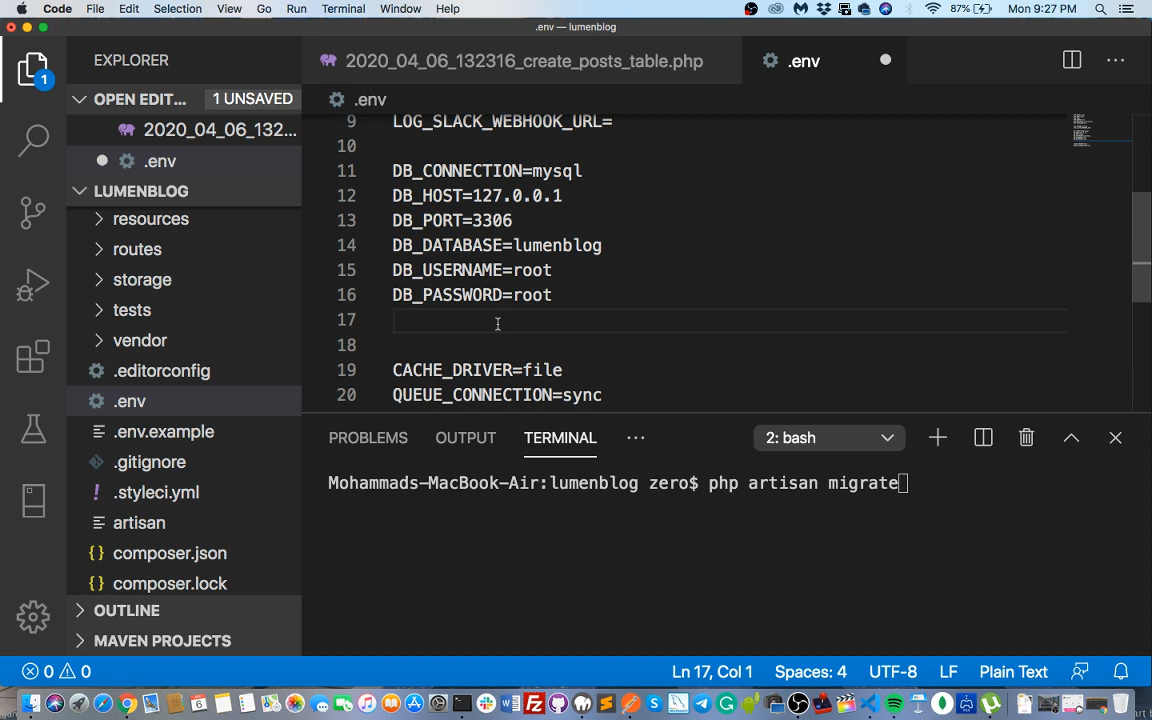 Code File Edit Selection View Go Run Terminal Window Help 87% Mon 9:27 PM
.env — lumenblog
EXPLORER
OPEN EDIT... 1 UNSAVED
2020_04_06_132...
.env
LUMENBLOG
resources
routes
storage
tests
vendor
.editorconfig
.env
.env.example
.gitignore
.styleci.yml
artisan
composer.json
composer.lock
OUTLINE
MAVEN PROJECTS
1
2020_04_06_132316_create_posts_table.php .env
.env
9 LOG_SLACK_WEBHOOK_URL=
10
11 DB_CONNECTION=mysql
12 DB_HOST=127.0.0.1
13 DB_PORT=3306
14 DB_DATABASE=lumenblog
15 DB_USERNAME=root
16 DB_PASSWORD=root
17
18
19 CACHE_DRIVER=file
20 QUEUE_CONNECTION=sync
PROBLEMS OUTPUT TERMINAL ... 2: bash
Mohammads-MacBook-Air:lumenblog zero$ php artisan migrate
0 0 Ln 17, Col 1 Spaces: 4 UTF-8 LF Plain Text